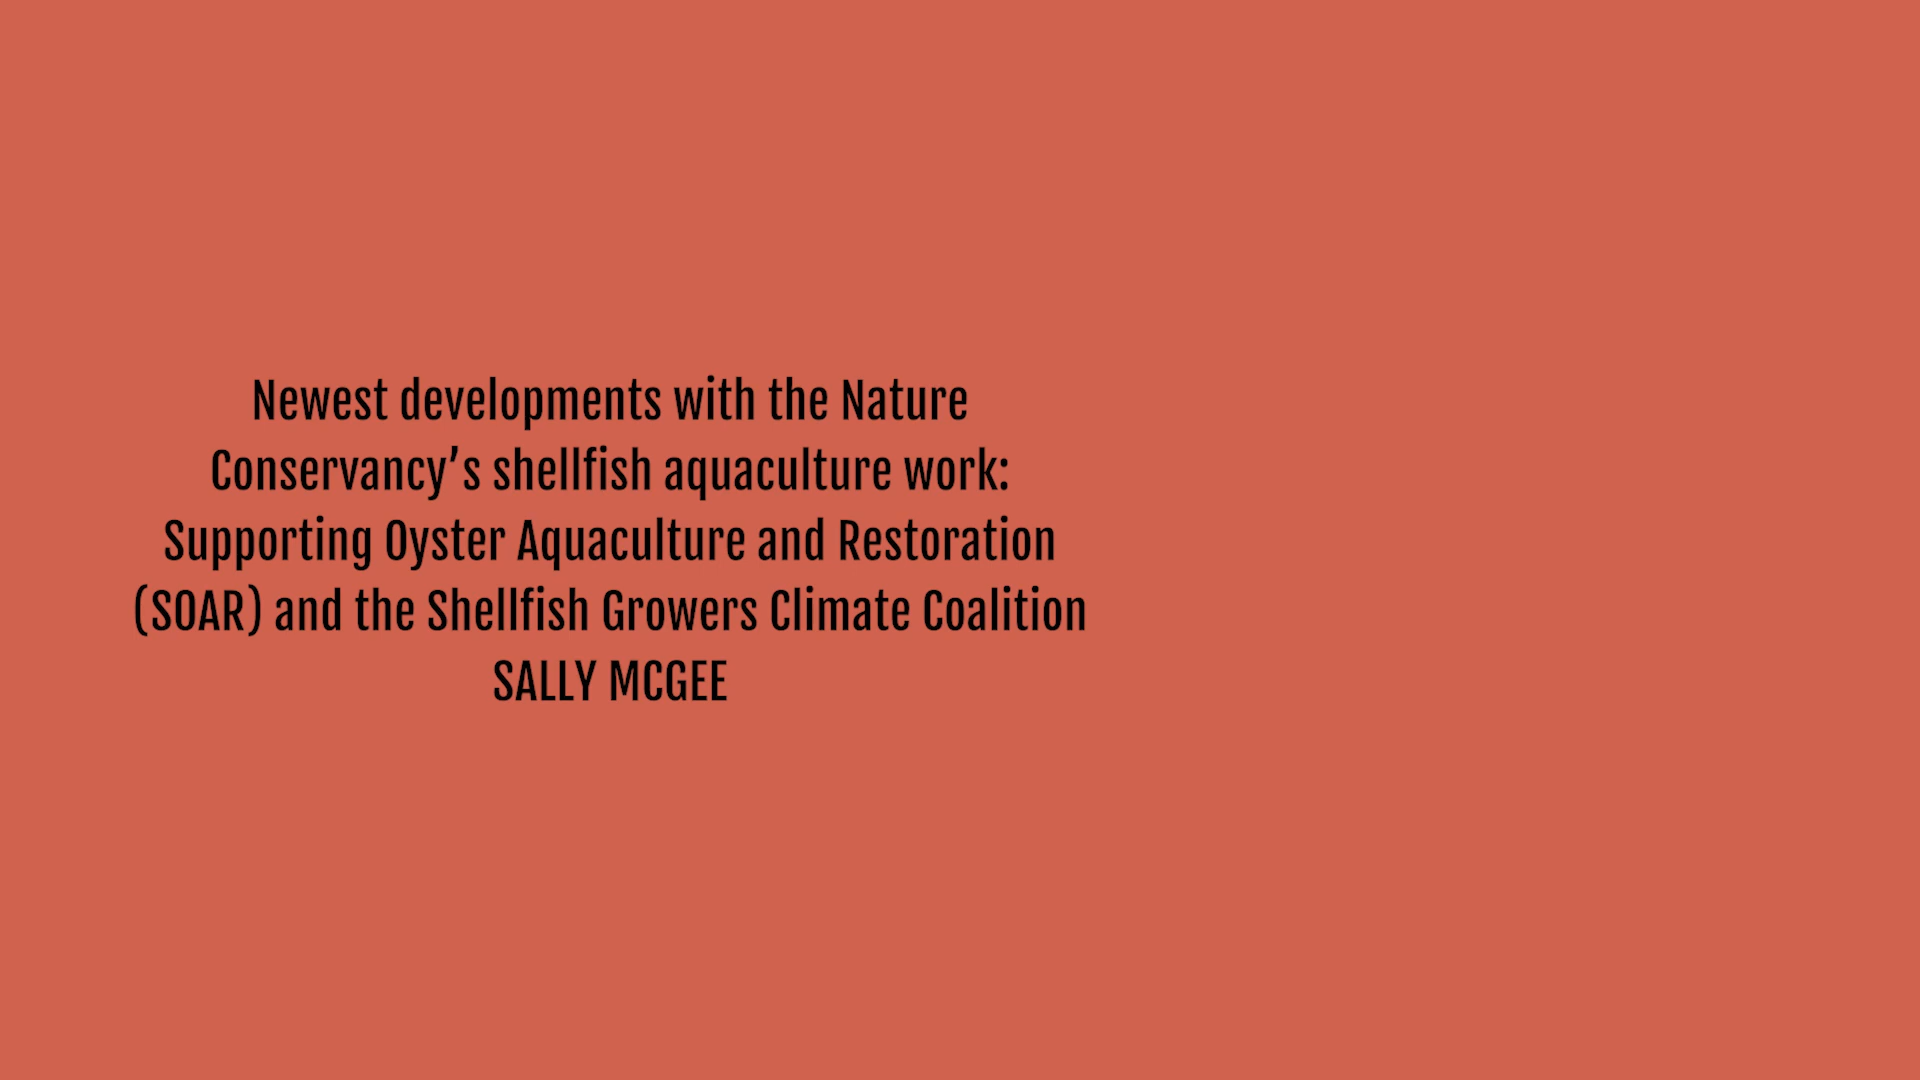 Newest developments with the Nature
Conservancy’s shellfish aquaculture work:
Supporting Oyster Aquaculture and Restoration
(SOAR) and the Shellfish Growers Climate Coalition
SALLY MCGEE